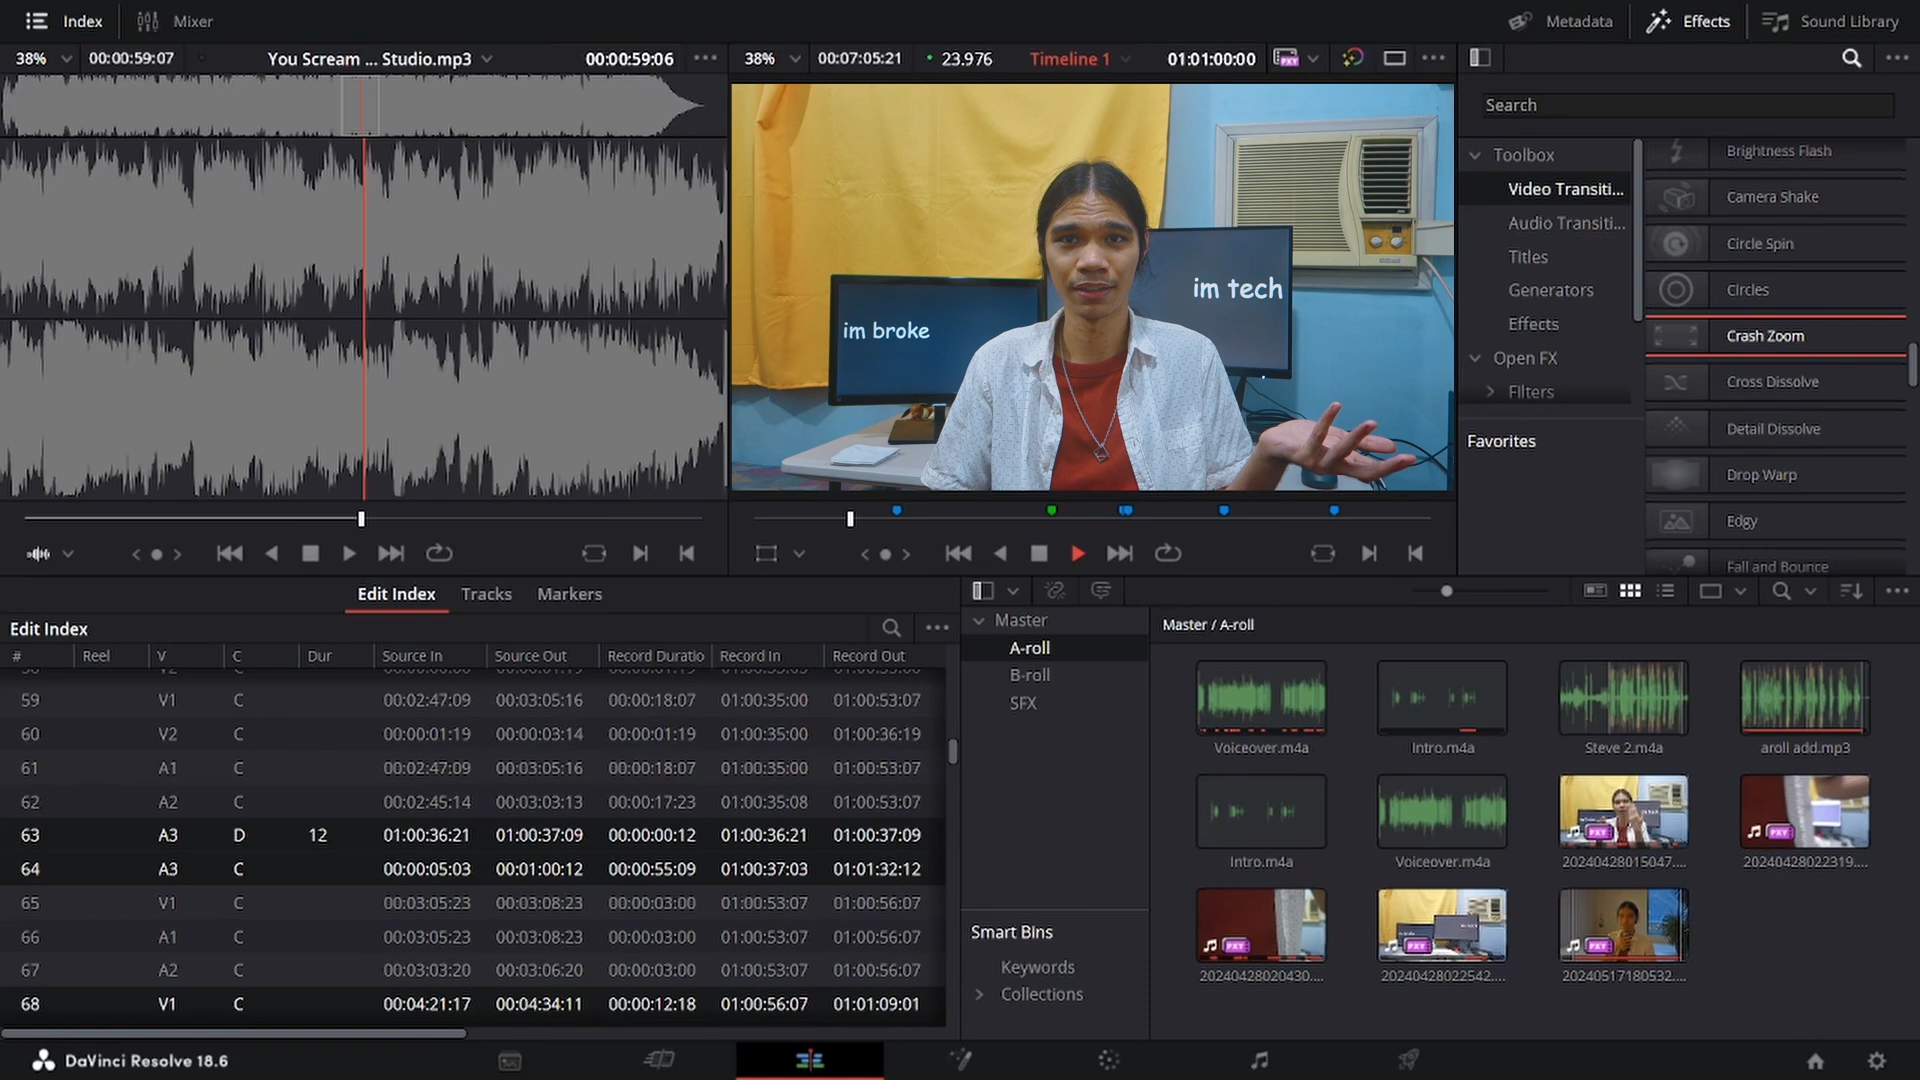 Index
Mixer
Metadata
Effects
Sound Library
38%
00:00:59:07
You Scream ... Studio.mp3
00:00:59:06
38%
00:07:05:21
23.976
Timeline 1
01:01:00:00
PXY
Search
Toolbox
Video Transiti...
Audio Transiti...
Titles
Generators
Effects
Open FX
Filters
Favorites
Brightness Flash
Camera Shake
Circle Spin
Circles
Crash Zoom
Cross Dissolve
Detail Dissolve
Drop Warp
Edgy
Fall and Bounce
im broke
im tech
Edit Index
Tracks
Markers
Edit Index
# Reel V C Dur Source In Source Out Record Duratio Record In Record Out
59 V1 C 00:02:47:09 00:03:05:16 00:00:18:07 01:00:35:00 01:00:53:07
60 V2 C 00:00:01:19 00:00:03:14 00:00:01:19 01:00:35:00 01:00:36:19
61 A1 C 00:02:47:09 00:03:05:16 00:00:18:07 01:00:35:00 01:00:53:07
62 A2 C 00:02:45:14 00:03:03:13 00:00:17:23 01:00:35:08 01:00:53:07
63 A3 D 12 01:00:36:21 01:00:37:09 00:00:00:12 01:00:36:21 01:00:37:09
64 A3 C 00:00:05:03 00:01:00:12 00:00:55:09 01:00:37:03 01:01:32:12
65 V1 C 00:03:05:23 00:03:08:23 00:00:03:00 01:00:53:07 01:00:56:07
66 A1 C 00:03:05:23 00:03:08:23 00:00:03:00 01:00:53:07 01:00:56:07
67 A2 C 00:03:03:20 00:03:06:20 00:00:03:00 01:00:53:07 01:00:56:07
68 V1 C 00:04:21:17 00:04:34:11 00:00:12:18 01:00:56:07 01:01:09:01
Master
A-roll
B-roll
SFX
Smart Bins
Keywords
Collections
Master / A-roll
Voiceover.m4a
Intro.m4a
Steve 2.m4a
aroll add.mp3
PXY
PXY
Intro.m4a
Voiceover.m4a
20240428015047....
20240428022319....
PXY
PXY
PXY
20240428020430....
20240428022542....
20240517180532....
DaVinci Resolve 18.6